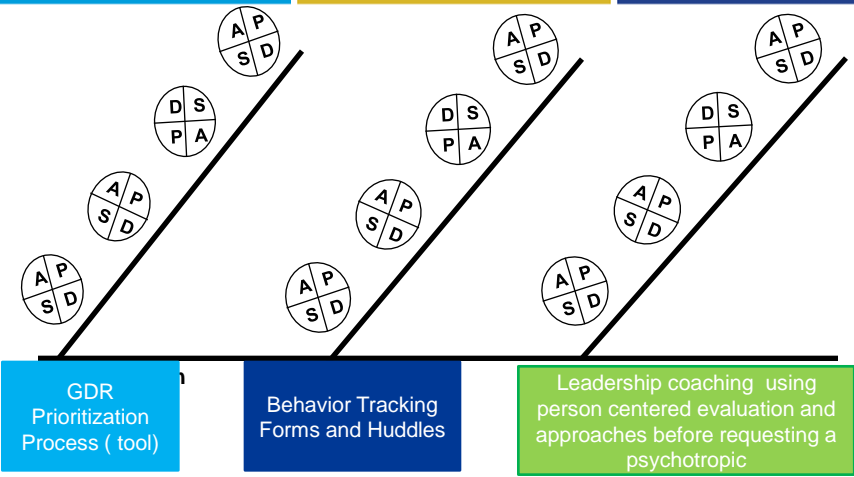 A P
S D
D S
P A
A P
S D
A P
S D
A P
S D
D S
P A
A P
S D
A P
S D
A P
S D
D S
P A
A P
S D
A P
S D
GDR
Prioritization
Process ( tool)
Behavior Tracking
Forms and Huddles
Leadership coaching using
person centered evaluation and
approaches before requesting a
psychotropic